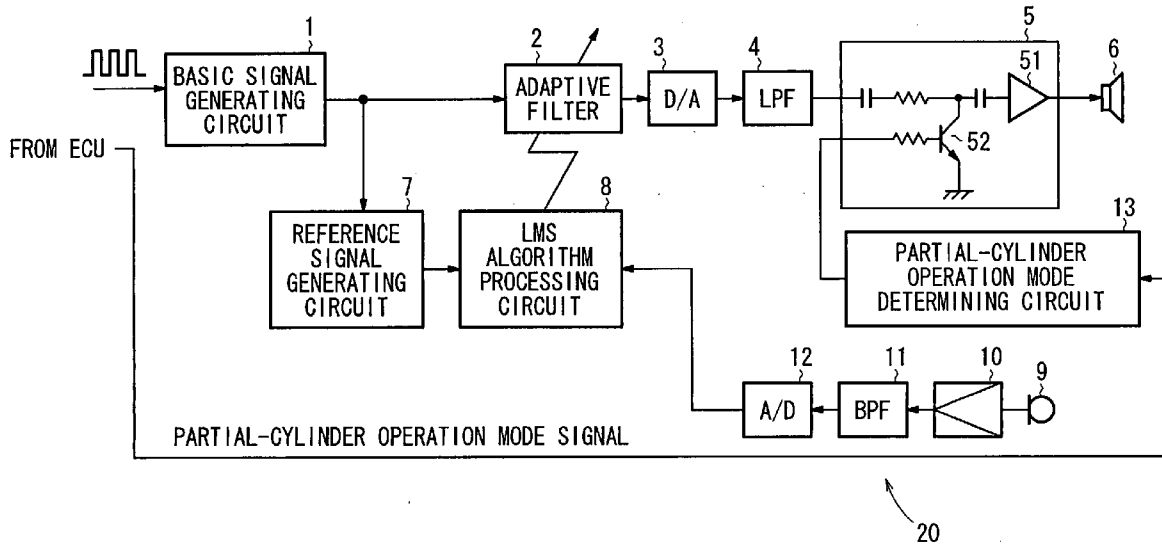 1
BASIC SIGNAL
GENERATING
CIRCUIT
2
ADAPTIVE
FILTER
3
D/A
4
LPF
5
51
52
6
FROM ECU
7
REFERENCE
SIGNAL
GENERATING
CIRCUIT
8
LMS
ALGORITHM
PROCESSING
CIRCUIT
13
PARTIAL-CYLINDER
OPERATION MODE
DETERMINING CIRCUIT
12
A/D
11
BPF
10
9
PARTIAL-CYLINDER OPERATION MODE SIGNAL
20